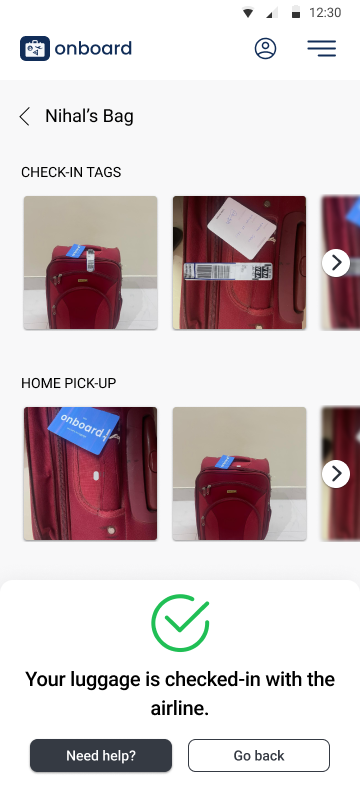 12:30
onboard
Nihal's Bag
CHECK-IN TAGS
HOME PICK-UP
onboard
Your luggage is checked-in with the
airline.
Need help?
Go back